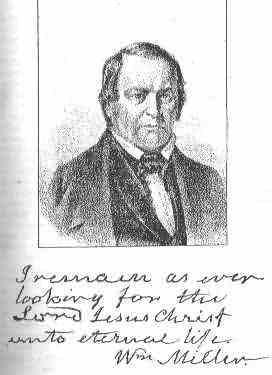 I remain as ever
looking for the
Lord Jesus Christ
unto eternal life.
Wm Miller.